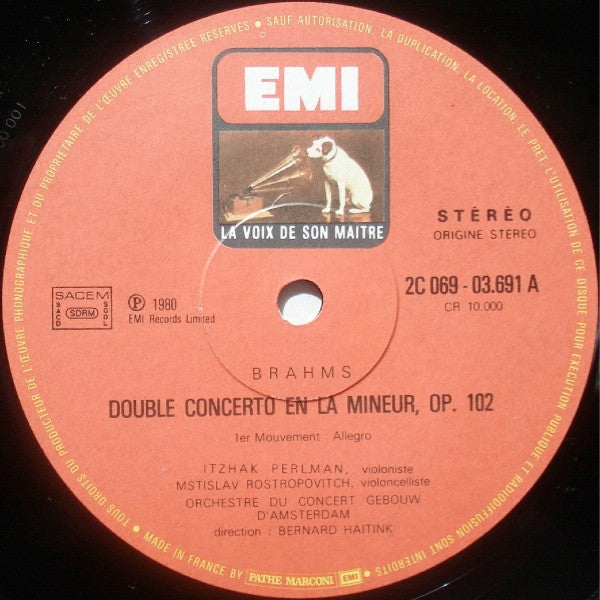 EMI
LA VOIX DE SON MAITRE
STÉRÉO
ORIGINE STEREO
2C 069 - 03.691 A
CR 10.000
SACEM
SACD
SDRM
SGDL
Ⓟ 1980
EMI Records Limited
BRAHMS
DOUBLE CONCERTO EN LA MINEUR, OP. 102
1er Mouvement : Allegro
ITZHAK PERLMAN, violoniste
MSTISLAV ROSTROPOVITCH, violoncelliste
ORCHESTRE DU CONCERT GEBOUW
D'AMSTERDAM
direction : BERNARD HAITINK
TOUS DROITS DU PRODUCTEUR DE L'ŒUVRE PHONOGRAPHIQUE ET DU PROPRIETAIRE DE L'ŒUVRE ENREGISTREE RESERVES • SAUF AUTORISATION, LA DUPLICATION, LA LOCATION, LE PRET, L'UTILISATION DE CE DISQUE POUR EXECUTION PUBLIQUE ET RADIODIFFUSION SONT INTERDITS •
MADE IN FRANCE BY PATHE MARCONI EMI